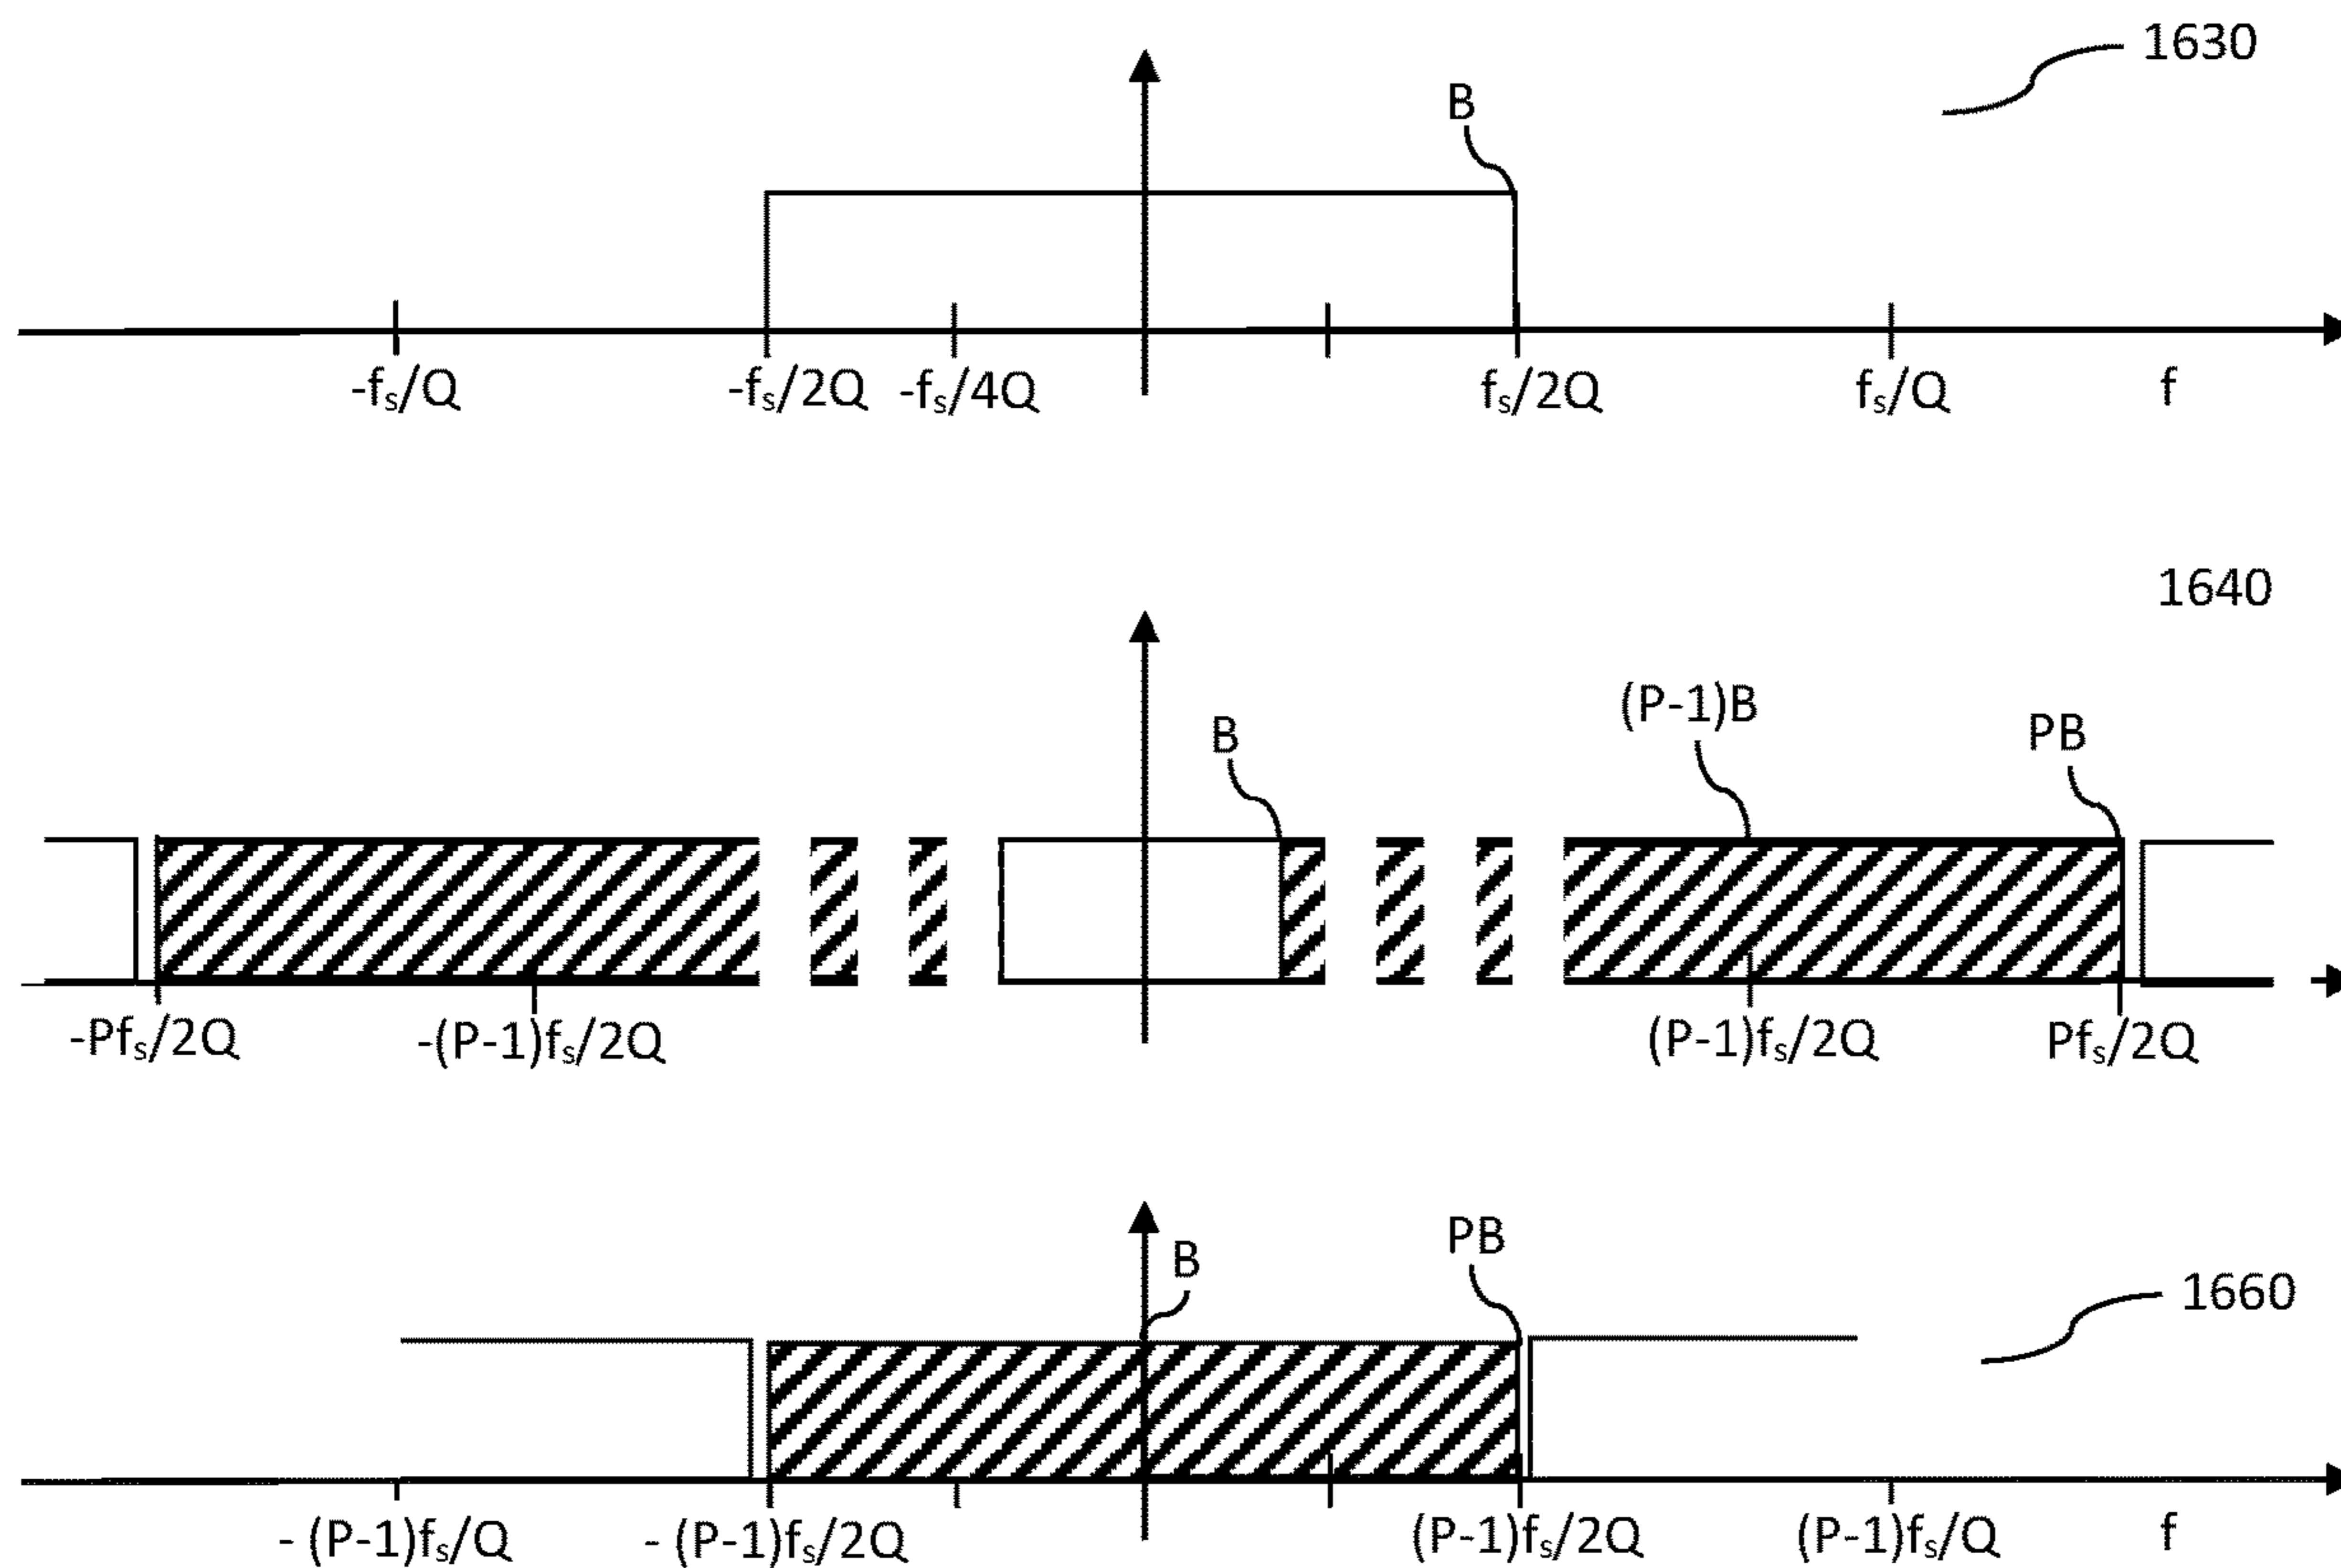 1630
B
-fₛ/Q -fₛ/2Q -fₛ/4Q fₛ/2Q fₛ/Q f
1640
(P-1)B
B PB
-Pfₛ/2Q -(P-1)fₛ/2Q (P-1)fₛ/2Q Pfₛ/2Q
B PB
1660
- (P-1)fₛ/Q - (P-1)fₛ/2Q (P-1)fₛ/2Q (P-1)fₛ/Q f